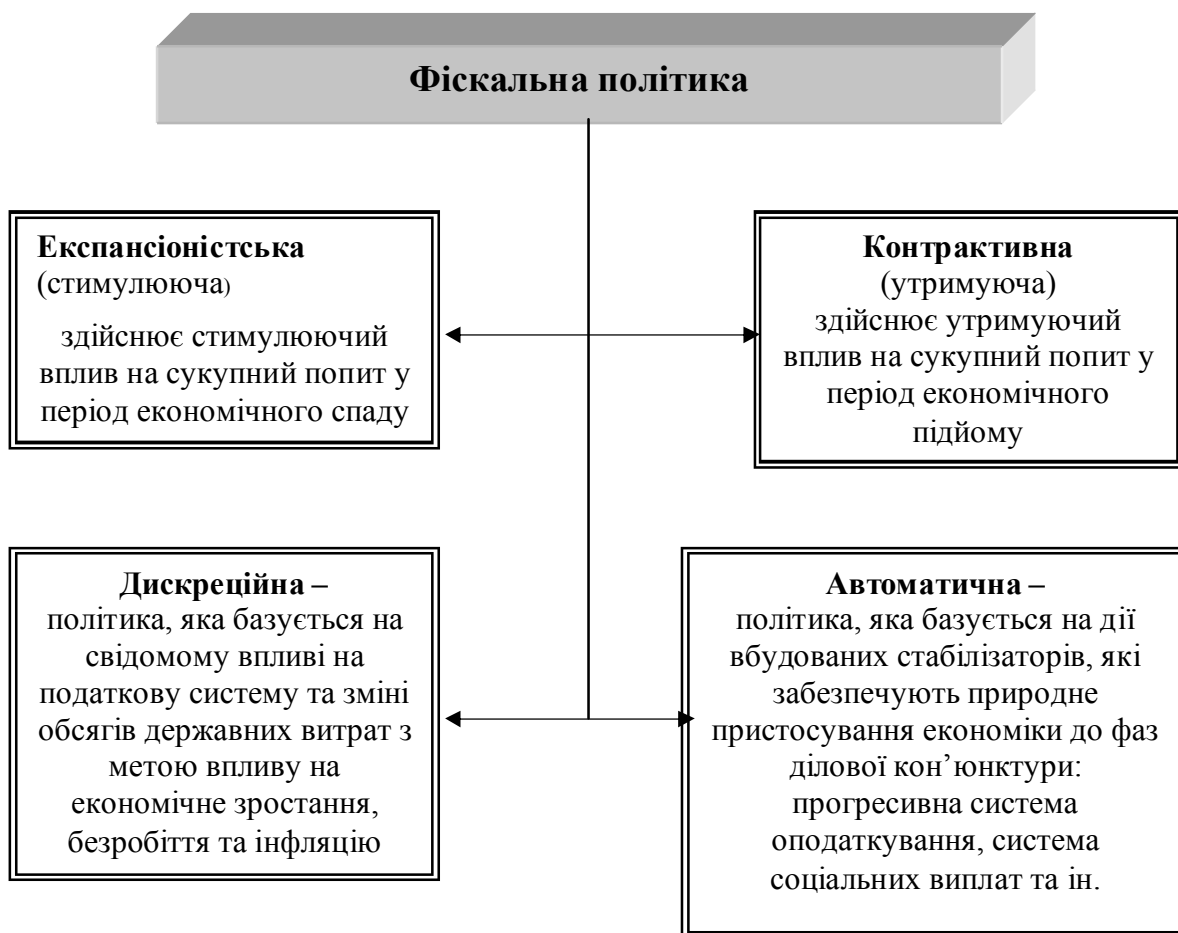 Фіскальна політика
Експансіоністська
(стимулююча)
здійснює стимулюючий
вплив на сукупний попит у
період економічного спаду
Контрактивна
(утримуюча)
здійснює утримуючий
вплив на сукупний попит у
період економічного
підйому
Дискреційна –
політика, яка базується на
свідомому впливі на
податкову систему та зміні
обсягів державних витрат з
метою впливу на
економічне зростання,
безробіття та інфляцію
Автоматична –
політика, яка базується на дії
вбудованих стабілізаторів, які
забезпечують природне
пристосування економіки до фаз
ділової кон’юнктури:
прогресивна система
оподаткування, система
соціальних виплат та ін.